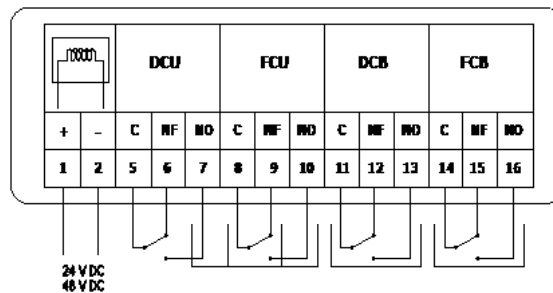 DCU FCU DCB FCB
+ - C NF NO C NF NO C NF NO C NF NO
1 2 5 6 7 8 9 10 11 12 13 14 15 16
24 V DC
48 V DC